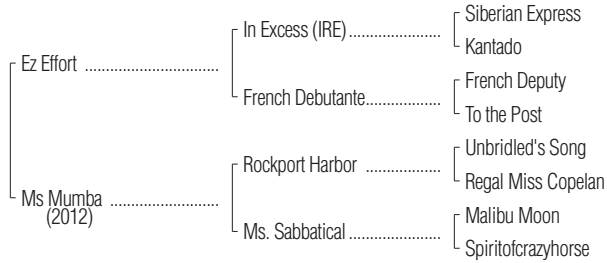 Siberian Express
In Excess (IRE)
Kantado
Ez Effort
French Deputy
French Debutante
To the Post
Unbridled's Song
Rockport Harbor
Regal Miss Copelan
Ms Mumba
(2012)
Malibu Moon
Ms. Sabbatical
Spiritofcrazyhorse